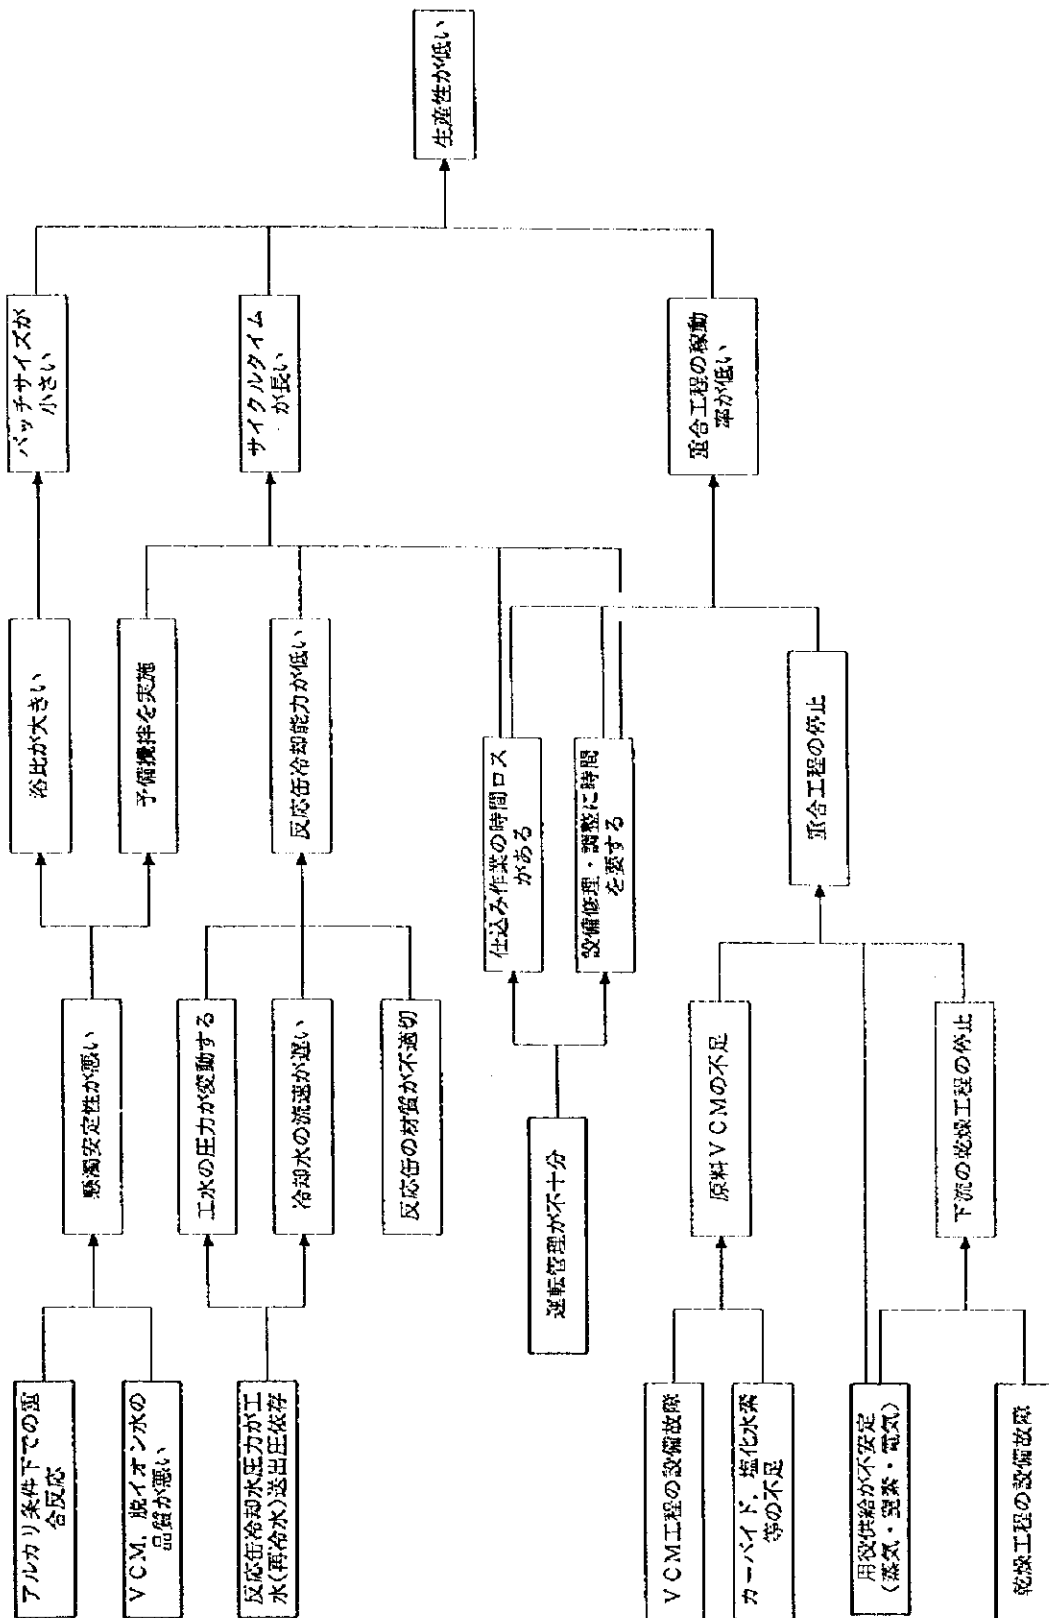 生産性が低い
バッチサイズが
小さい
サイクルタイム
が長い
重合工程の稼動
率が低い
浴比が大きい
予備攪拌を実施
反応缶冷却能力が低い
仕込み作業の時間ロス
がある
設備修理・調整に時間
を要する
重合工程の停止
懸濁安定性が悪い
工水の圧力が変動する
冷却水の流速が遅い
反応缶の材質が不適切
運転管理が不十分
原料VCMの不足
下流の乾燥工程の停止
アルカリ条件下での重
合反応
VCM，脱イオン水の
品質が悪い
反応缶冷却水圧力が工
水(再冷水)送出圧依存
VCM工程の設備故障
カーバイド，塩化水素
等の不足
用役供給が不安定
(蒸気・窒素・電気)
乾燥工程の設備故障